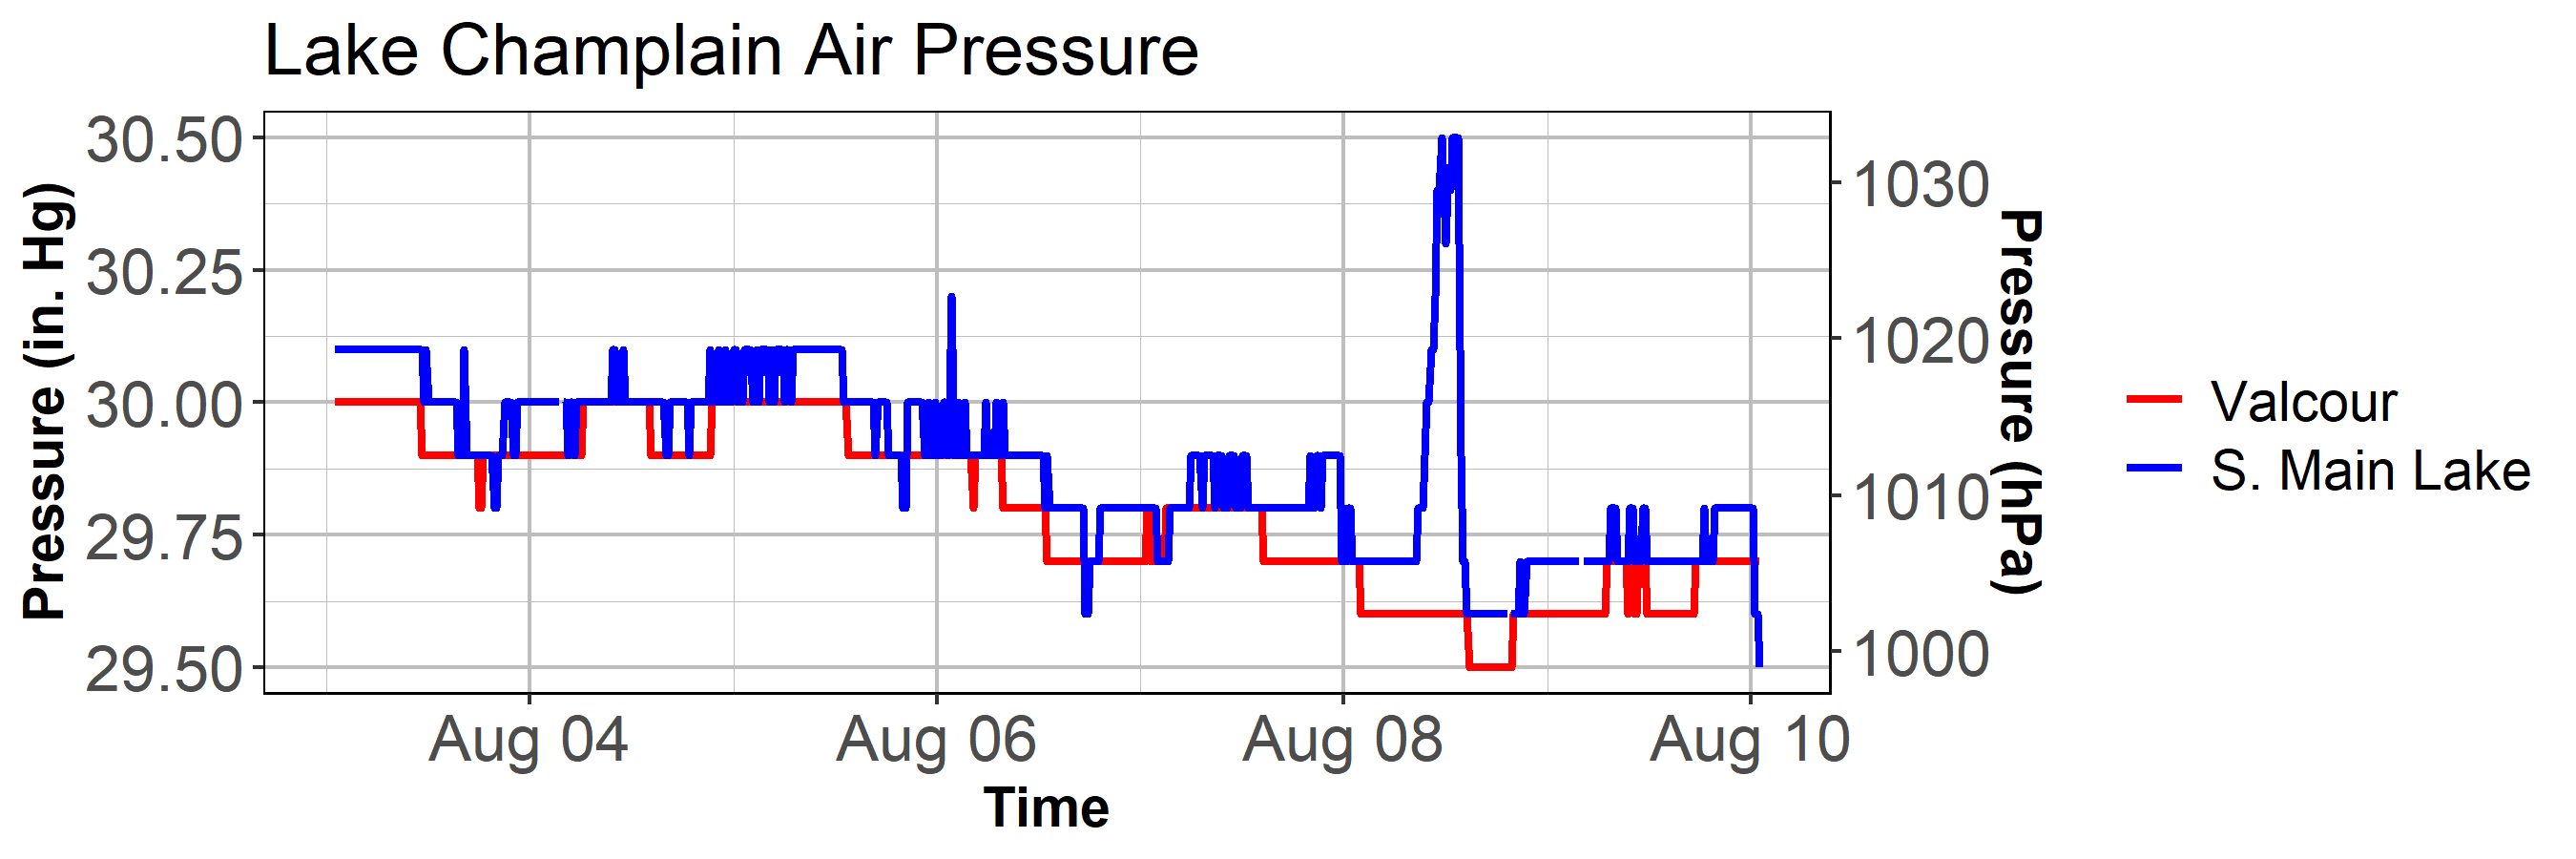 Lake Champlain Air Pressure
Pressure (in. Hg)
30.50
30.25
30.00
29.75
29.50
1030
1020
1010
1000
Pressure (hPa)
Aug 04
Aug 06
Aug 08
Aug 10
Time
Valcour
S. Main Lake